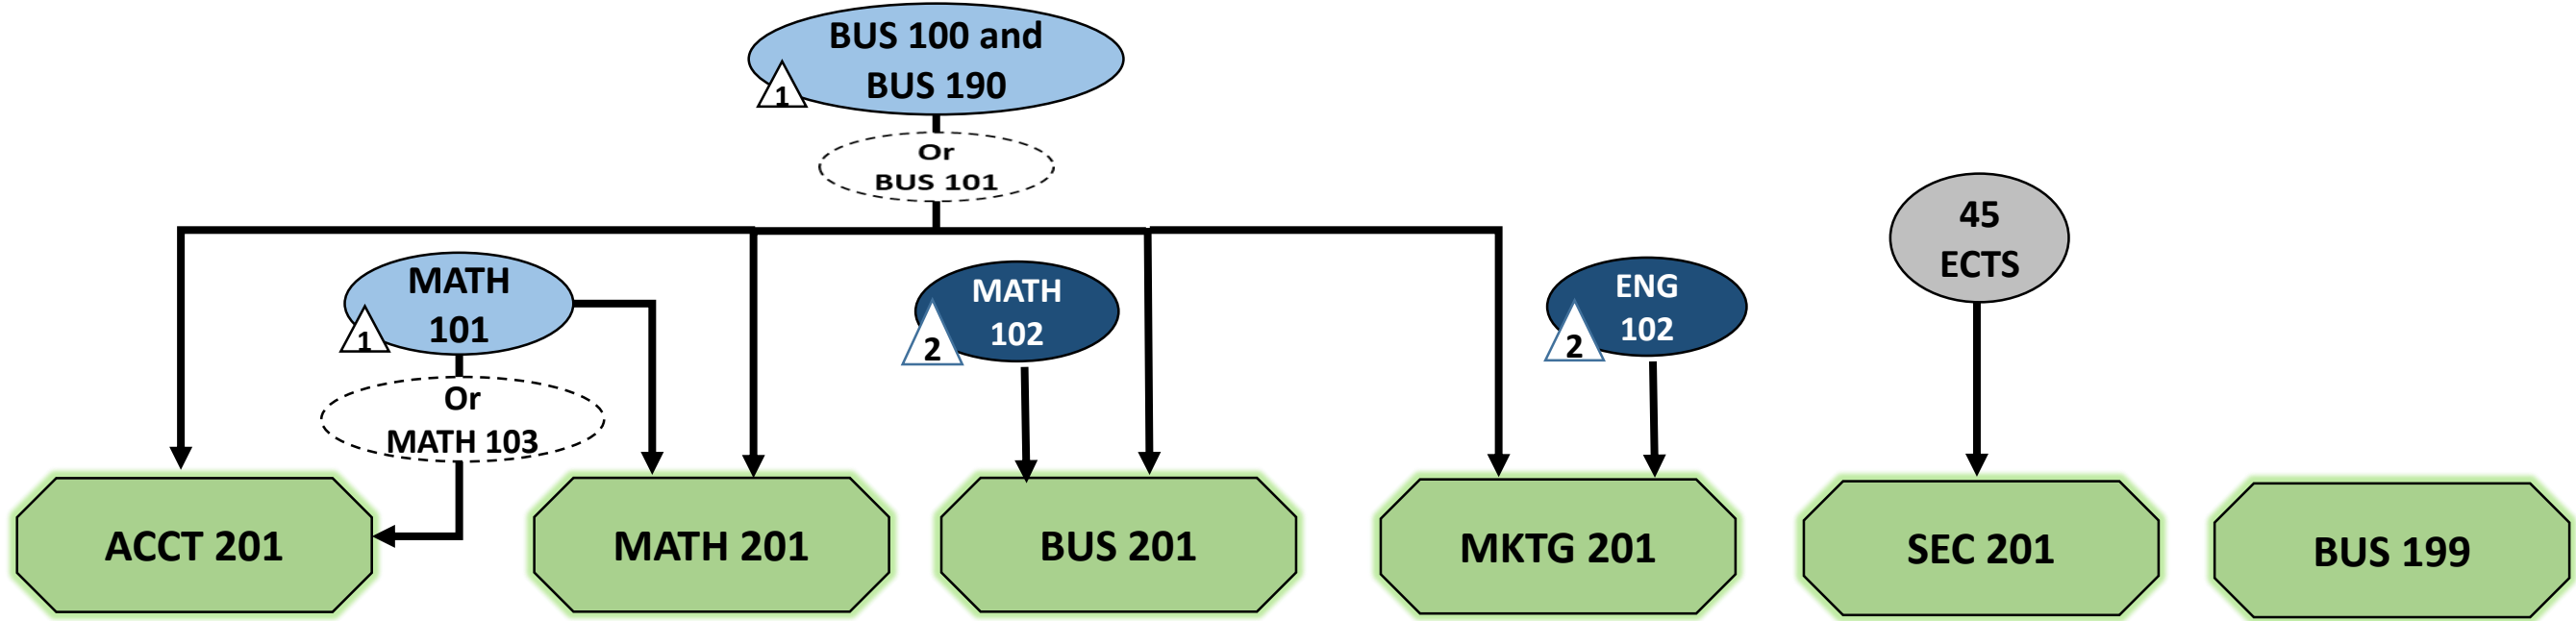 BUS 100 and
BUS 190
1
Or
BUS 101
45
ECTS
MATH
101
1
MATH
102
2
ENG
102
2
Or
MATH 103
ACCT 201
MATH 201
BUS 201
MKTG 201
SEC 201
BUS 199